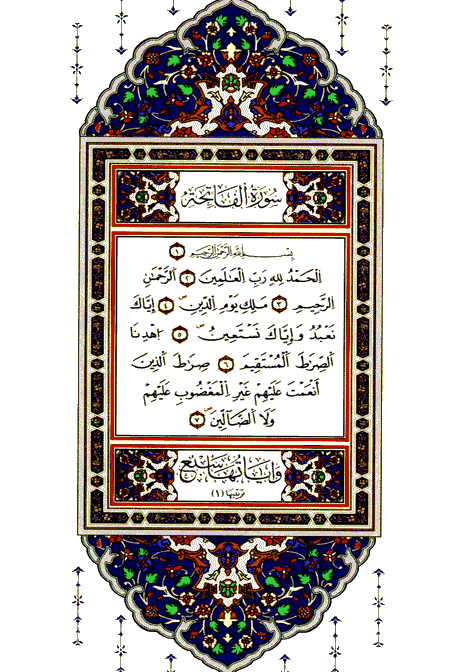 سُورَةُ ٱلْفَاتِحَةِ
بِسْمِ ٱللَّهِ ٱلرَّحْمَٰنِ ٱلرَّحِيمِ ١
ٱلْحَمْدُ لِلَّهِ رَبِّ ٱلْعَٰلَمِينَ ٢ ٱلرَّحْمَٰنِ
ٱلرَّحِيمِ ٣ مَٰلِكِ يَوْمِ ٱلدِّينِ ٤ إِيَّاكَ
نَعْبُدُ وَإِيَّاكَ نَسْتَعِينُ ٥ ٱهْدِنَا
ٱلصِّرَٰطَ ٱلْمُسْتَقِيمَ ٦ صِرَٰطَ ٱلَّذِينَ
أَنْعَمْتَ عَلَيْهِمْ غَيْرِ ٱلْمَغْضُوبِ عَلَيْهِمْ
وَلَا ٱلضَّآلِّينَ ٧
وَآيَاتُهَا سَبْعٌ
ترتيبها (١)